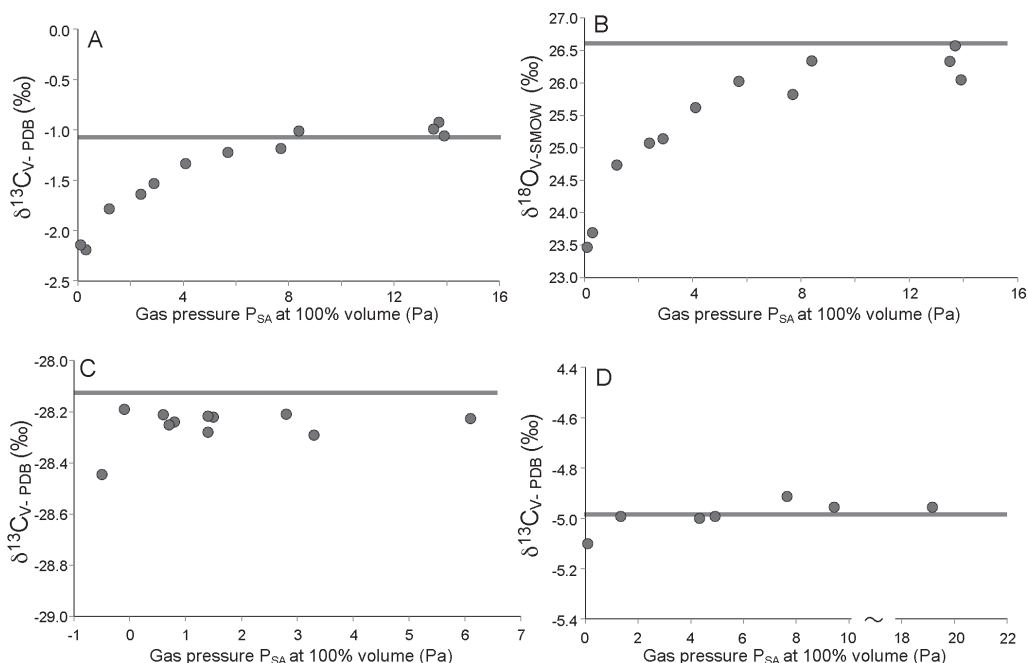 A
0.0
-0.5
-1.0
-1.5
-2.0
-2.5
δ13CV- PDB (‰)
0 4 8 12 16
Gas pressure PSA at 100% volume (Pa)
B
27.0
26.5
26.0
25.5
25.0
24.5
24.0
23.5
23.0
δ18OV-SMOW (‰)
0 4 8 12 16
Gas pressure PSA at 100% volume (Pa)
C
-28.0
-28.2
-28.4
-28.6
-28.8
-29.0
δ13CV- PDB (‰)
-1 0 1 2 3 4 5 6 7
Gas pressure PSA at 100% volume (Pa)
D
-4.4
-4.6
-4.8
-5.0
-5.2
-5.4
δ13CV- PDB (‰)
0 2 4 6 8 10 ~ 18 20 22
Gas pressure PSA at 100% volume (Pa)